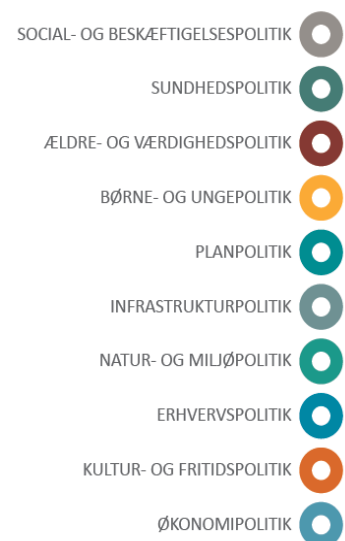 SOCIAL- OG BESKÆFTIGELSESPOLITIK
SUNDHEDSPOLITIK
ÆLDRE- OG VÆRDIGHEDSPOLITIK
BØRNE- OG UNGEPOLITIK
PLANPOLITIK
INFRASTRUKTURPOLITIK
NATUR- OG MILJØPOLITIK
ERHVERVSPOLITIK
KULTUR- OG FRITIDSPOLITIK
ØKONOMIPOLITIK